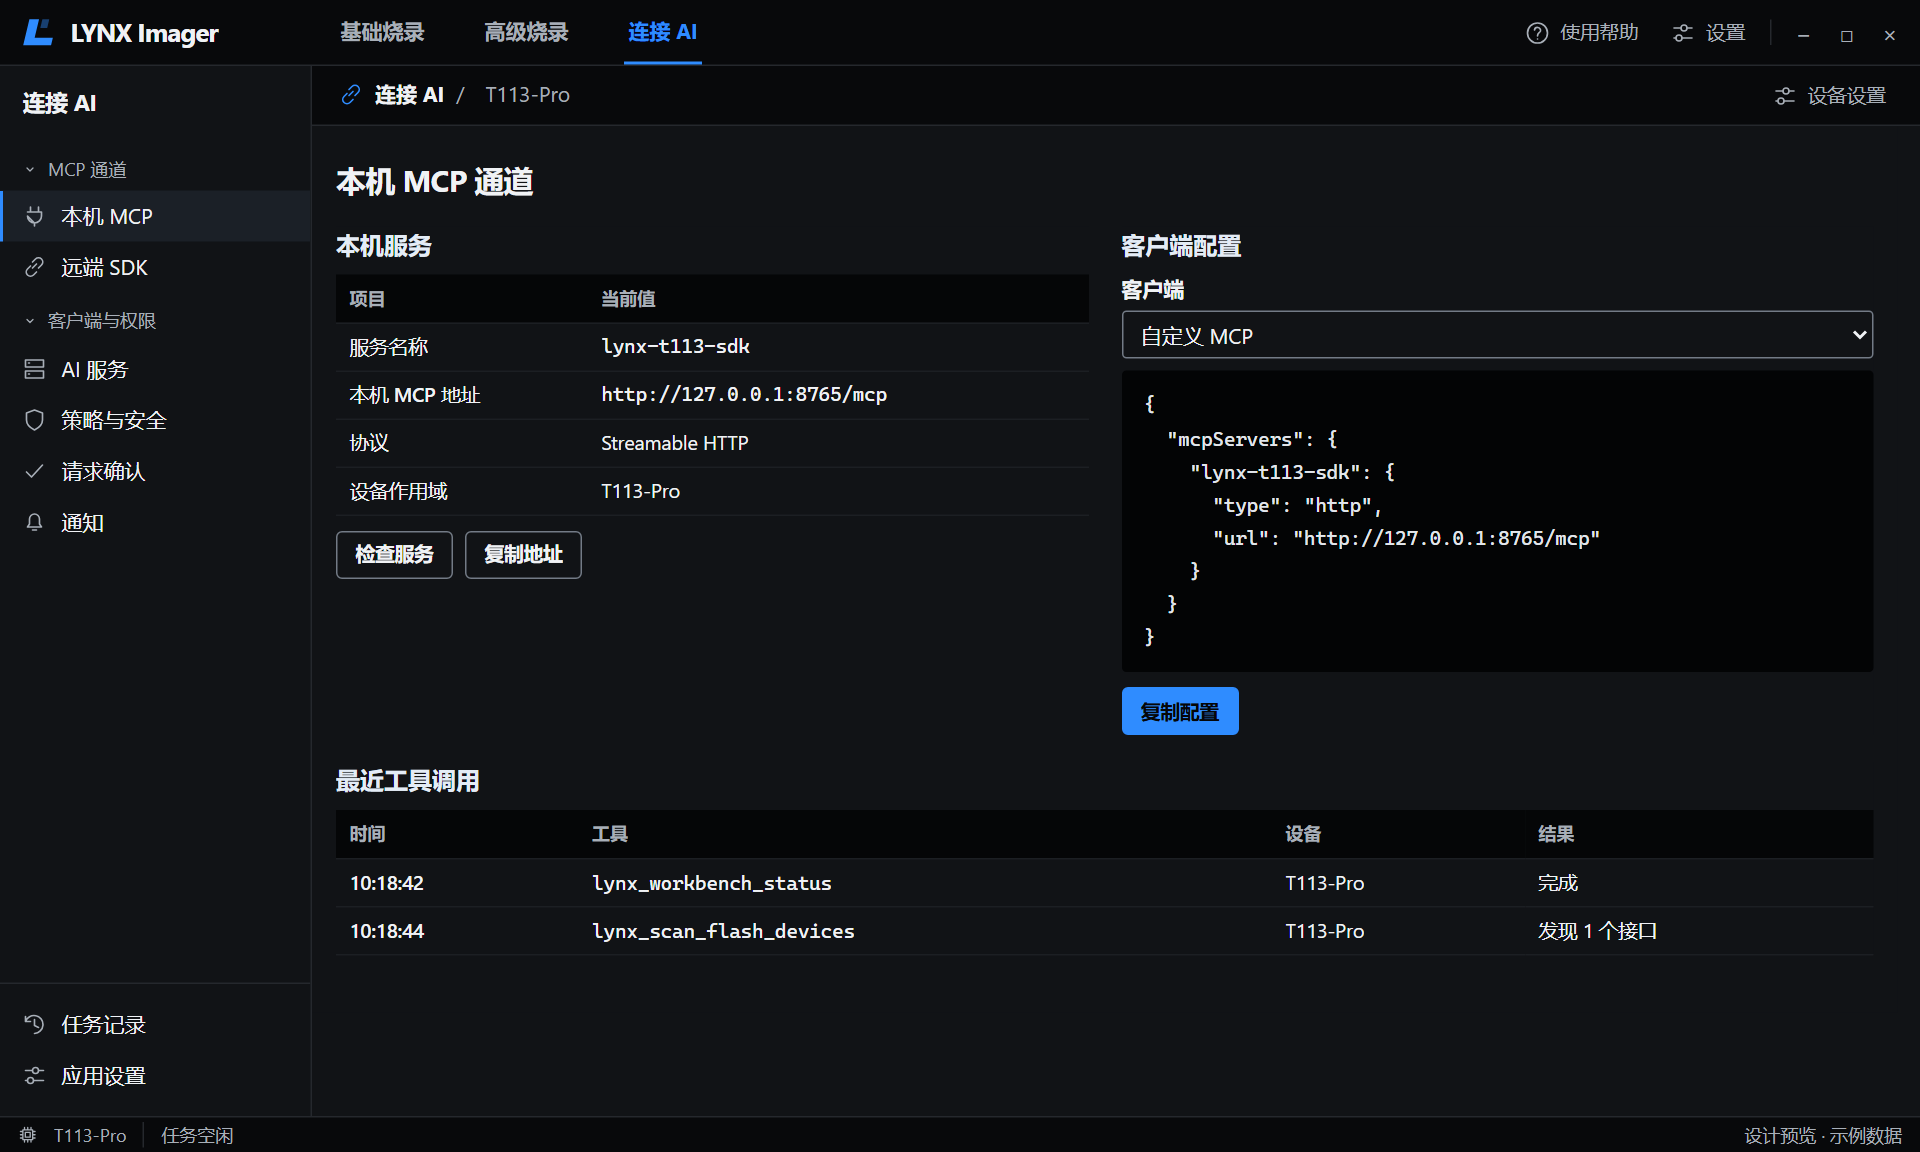 LYNX Imager
基础烧录
高级烧录
连接 AI
使用帮助
设置
连接 AI
MCP 通道
本机 MCP
远端 SDK
客户端与权限
AI 服务
策略与安全
请求确认
通知
任务记录
应用设置
连接 AI / T113-Pro
设备设置
本机 MCP 通道
本机服务
项目 当前值
服务名称 lynx-t113-sdk
本机 MCP 地址 http://127.0.0.1:8765/mcp
协议 Streamable HTTP
设备作用域 T113-Pro
检查服务 复制地址
客户端配置
客户端
自定义 MCP
{
  "mcpServers": {
    "lynx-t113-sdk": {
      "type": "http",
      "url": "http://127.0.0.1:8765/mcp"
    }
  }
}
复制配置
最近工具调用
时间 工具 设备 结果
10:18:42 lynx_workbench_status T113-Pro 完成
10:18:44 lynx_scan_flash_devices T113-Pro 发现 1 个接口
T113-Pro 任务空闲
设计预览 · 示例数据